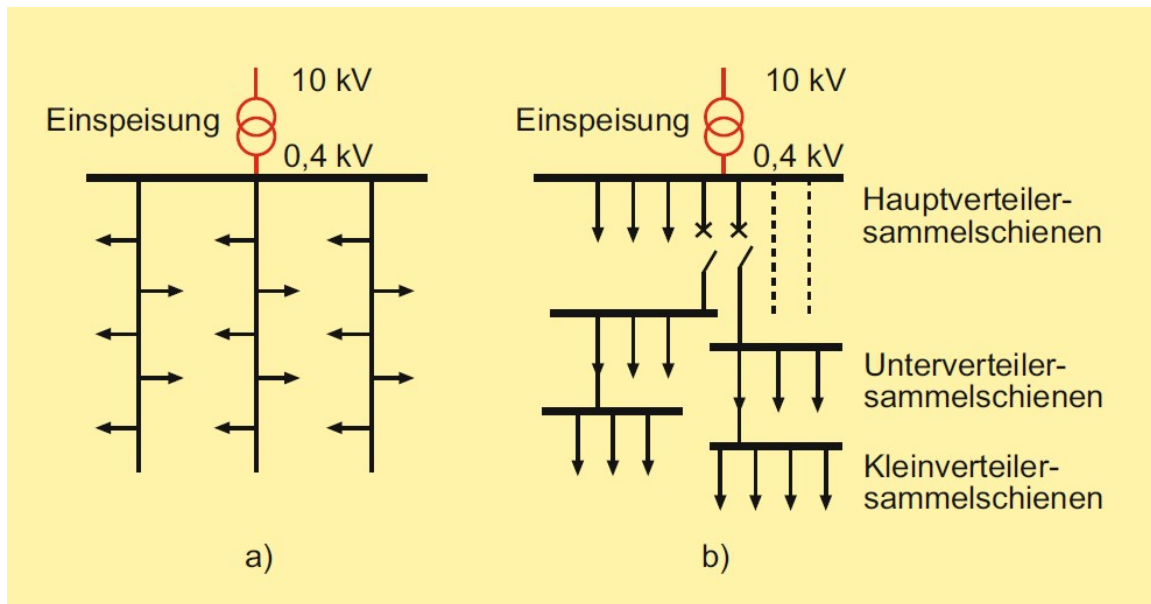 10 kV
Einspeisung
0,4 kV
a)
10 kV
Einspeisung
0,4 kV
Hauptverteiler-
sammelschienen
Unterverteiler-
sammelschienen
Kleinverteiler-
sammelschienen
b)